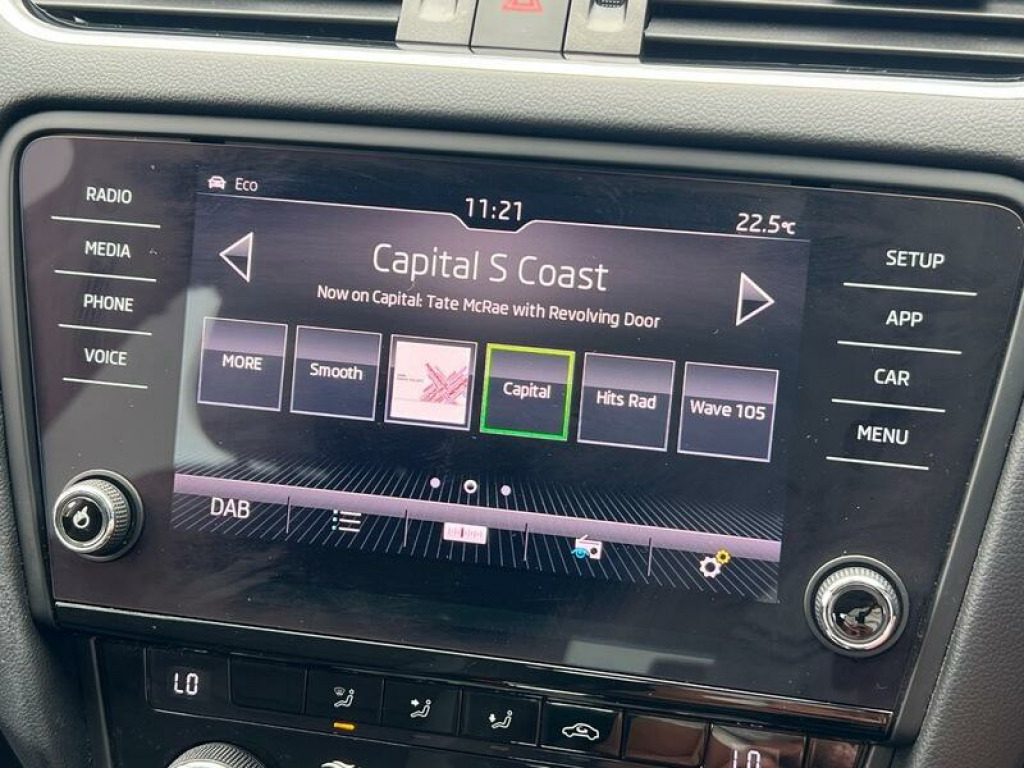 Eco
11:21
22.5°C
RADIO
MEDIA
PHONE
VOICE
Capital S Coast
Now on Capital: Tate McRae with Revolving Door
MORE
Smooth
Capital
Hits Rad
Wave 105
DAB
SETUP
APP
CAR
MENU
LO
LO